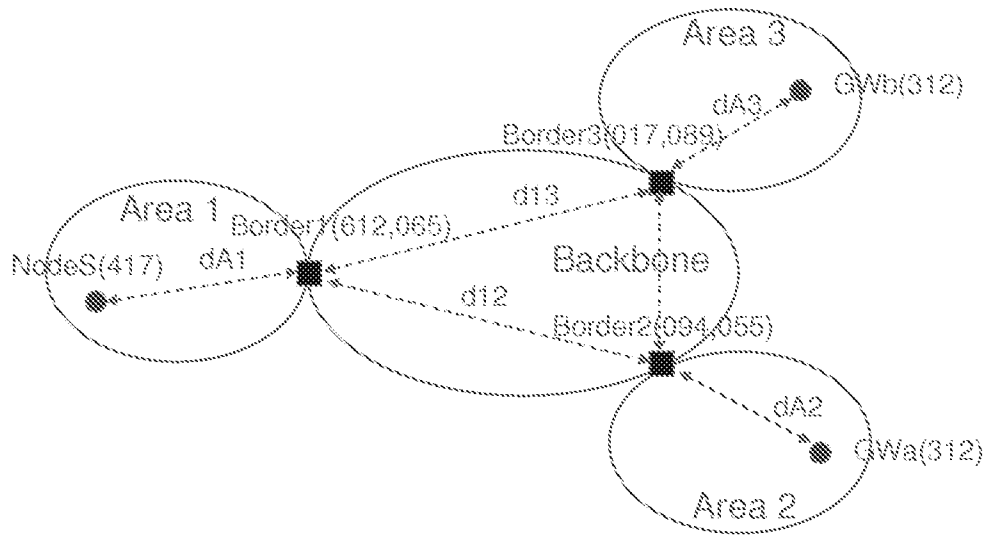 Area 3
GWb(312)
dA3
Border3(017,089)
Area 1
d13
Border1(612,065)
NodeS(417)
dA1
Backbone
d12
Border2(094,055)
dA2
GWa(312)
Area 2